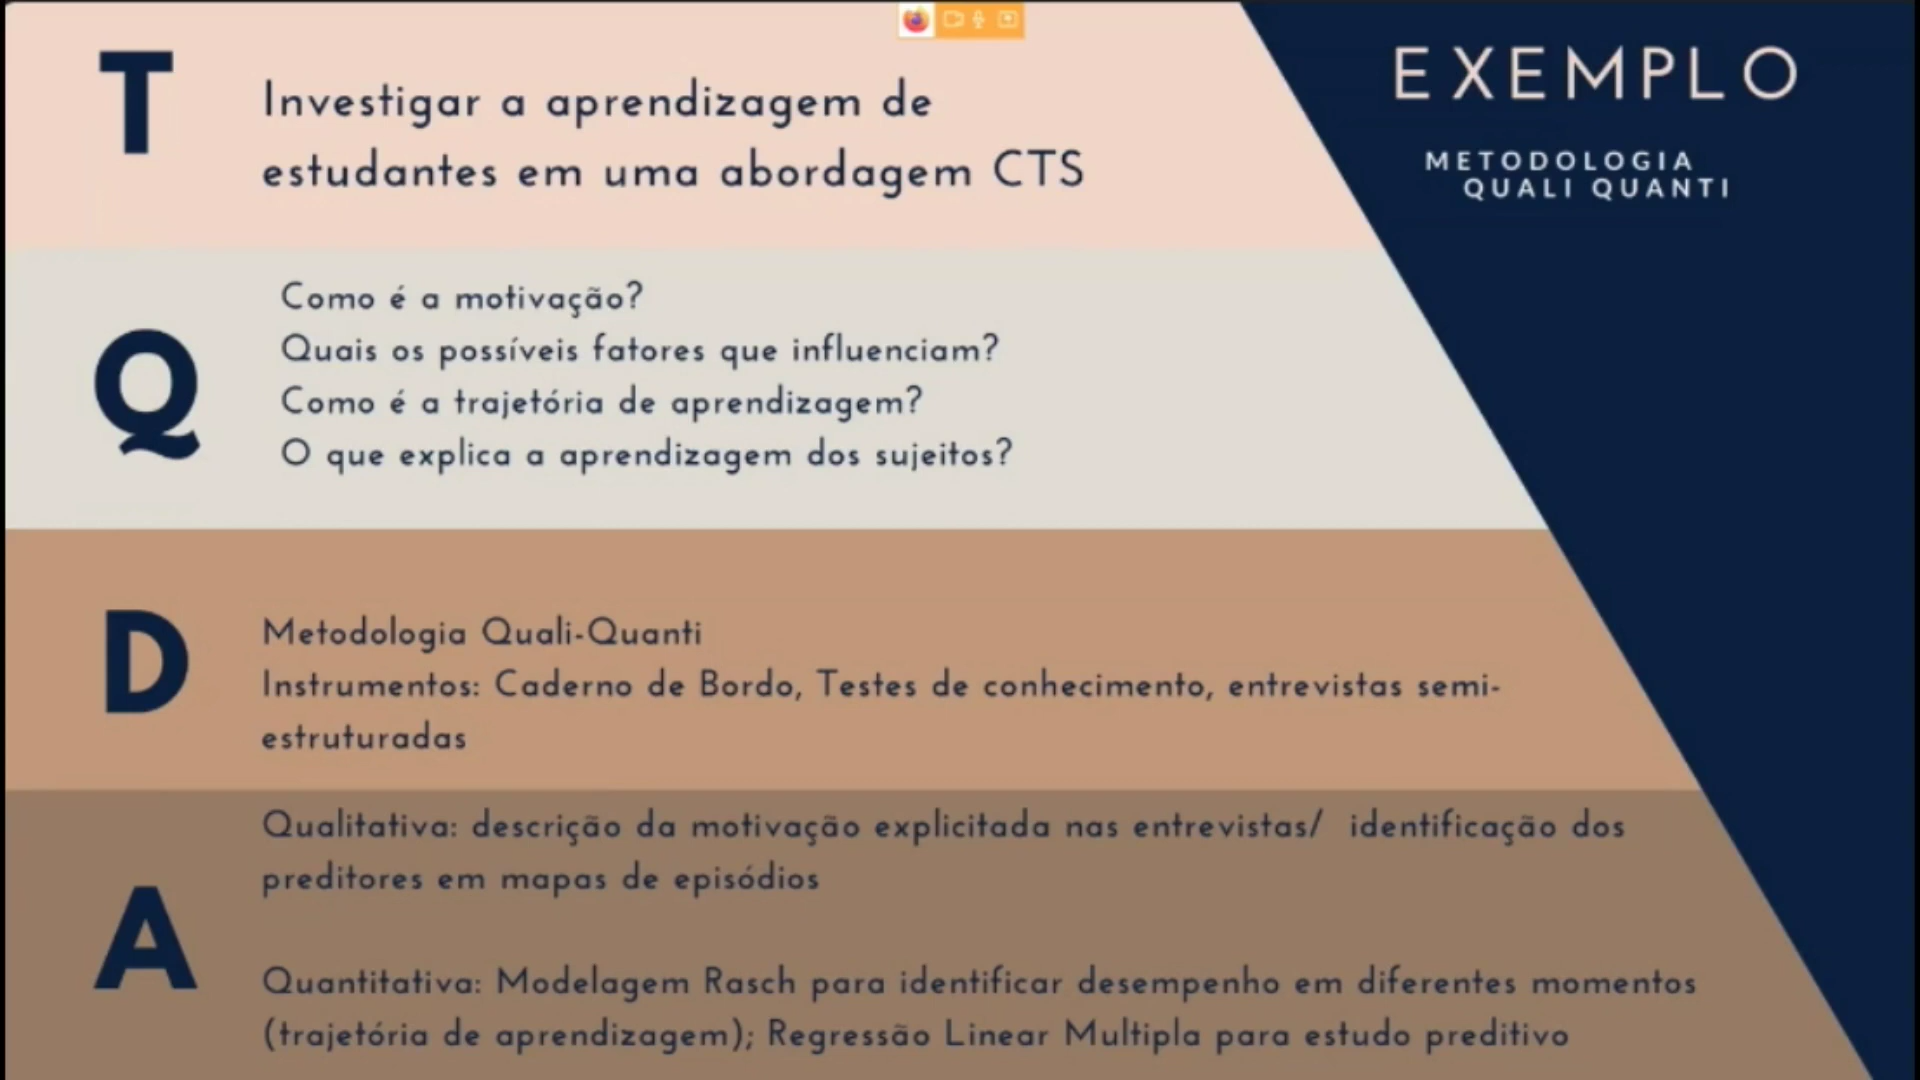 EXEMPLO
METODOLOGIA
QUALI QUANTI
T
Investigar a aprendizagem de
estudantes em uma abordagem CTS
Q
Como é a motivação?
Quais os possíveis fatores que influenciam?
Como é a trajetória de aprendizagem?
O que explica a aprendizagem dos sujeitos?
D
Metodologia Quali-Quanti
Instrumentos: Caderno de Bordo, Testes de conhecimento, entrevistas semi-
estruturadas
A
Qualitativa: descrição da motivação explicitada nas entrevistas/ identificação dos
preditores em mapas de episódios
Quantitativa: Modelagem Rasch para identificar desempenho em diferentes momentos
(trajetória de aprendizagem); Regressão Linear Multipla para estudo preditivo